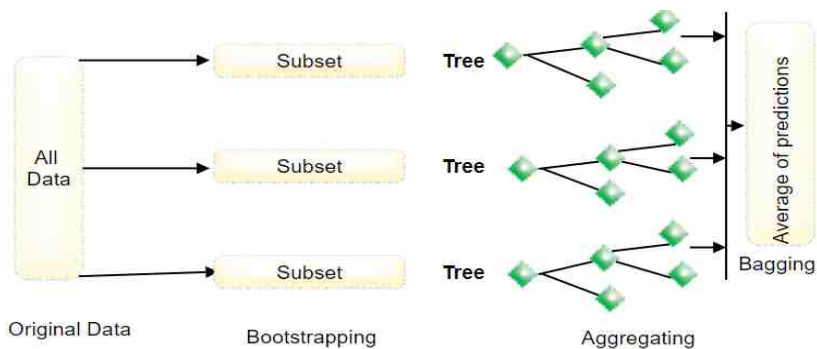 All
Data
Subset
Subset
Subset
Tree
Tree
Tree
Average of predictions
Bagging
Original Data
Bootstrapping
Aggregating